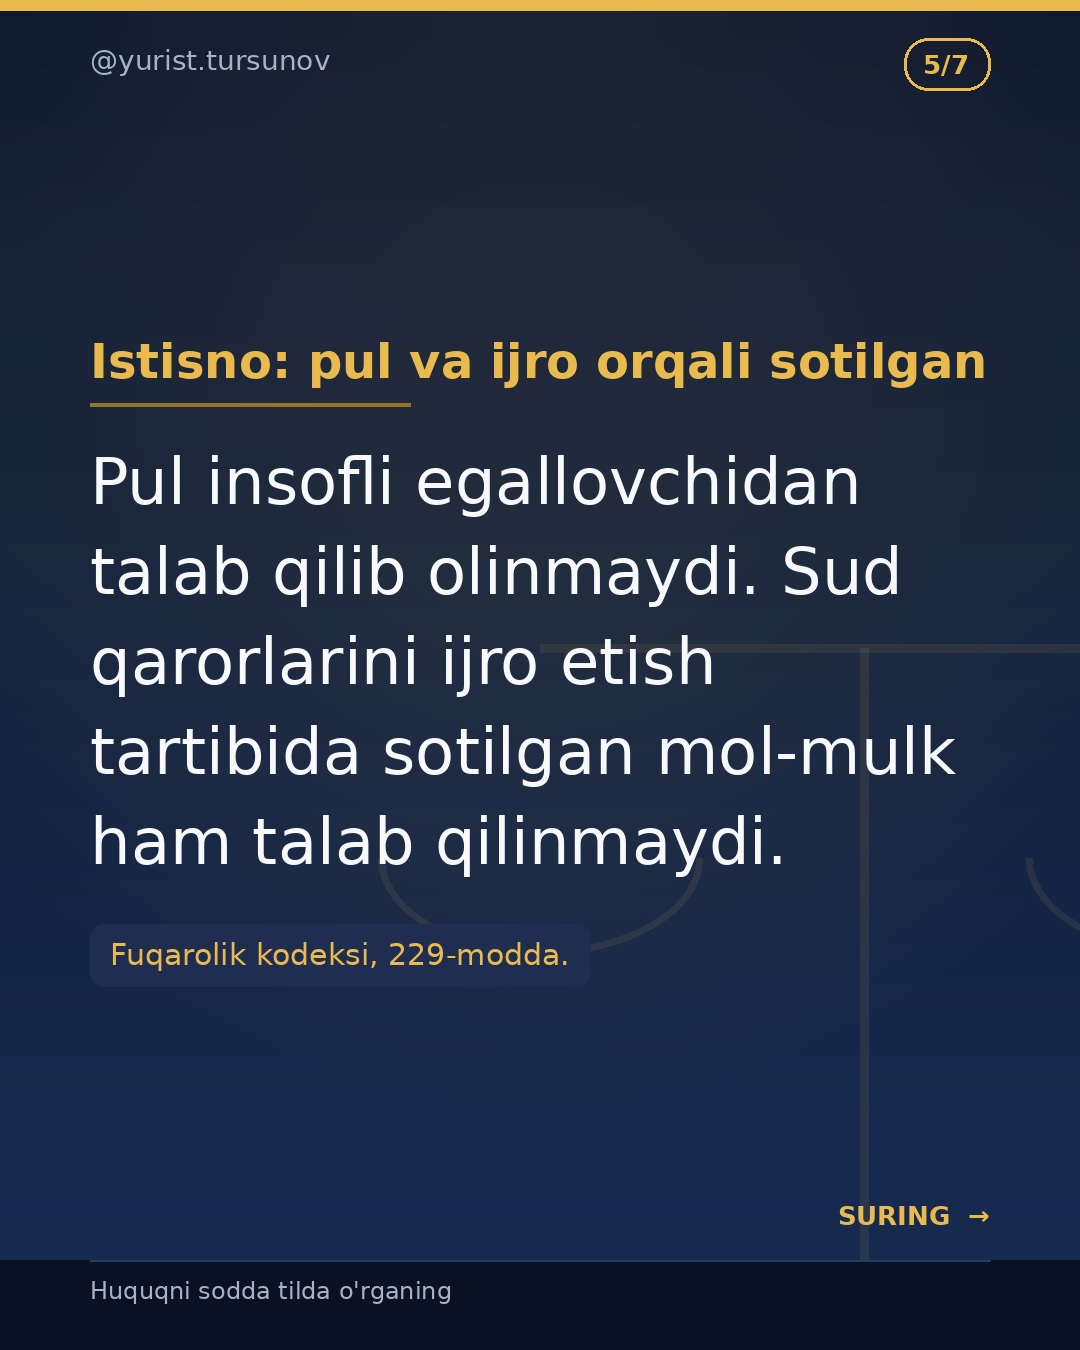 @yurist.tursunov
5/7
Istisno: pul va ijro orqali sotilgan
Pul insofli egallovchidan
talab qilib olinmaydi. Sud
qarorlarini ijro etish
tartibida sotilgan mol-mulk
ham talab qilinmaydi.
Fuqarolik kodeksi, 229-modda.
SURING →
Huquqni sodda tilda o'rganing